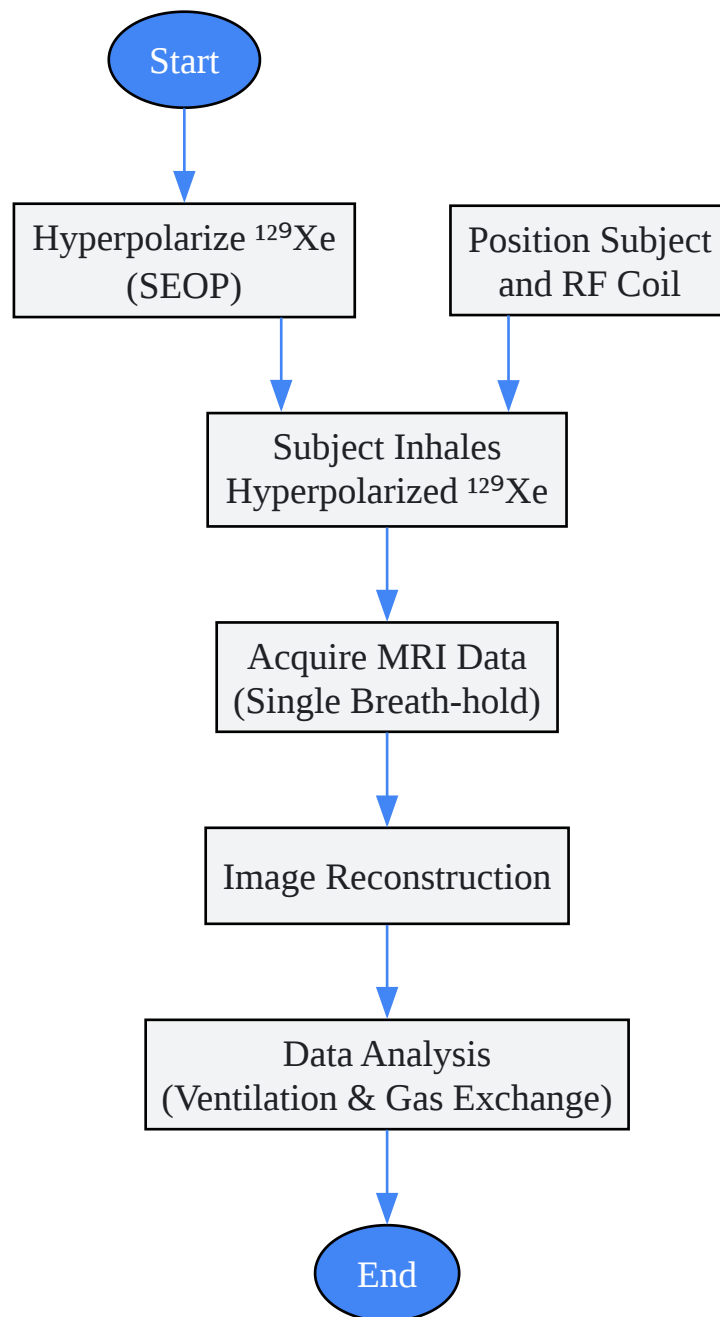 Start
Hyperpolarize ¹²⁹Xe
(SEOP)
Position Subject
and RF Coil
Subject Inhales
Hyperpolarized ¹²⁹Xe
Acquire MRI Data
(Single Breath-hold)
Image Reconstruction
Data Analysis
(Ventilation & Gas Exchange)
End